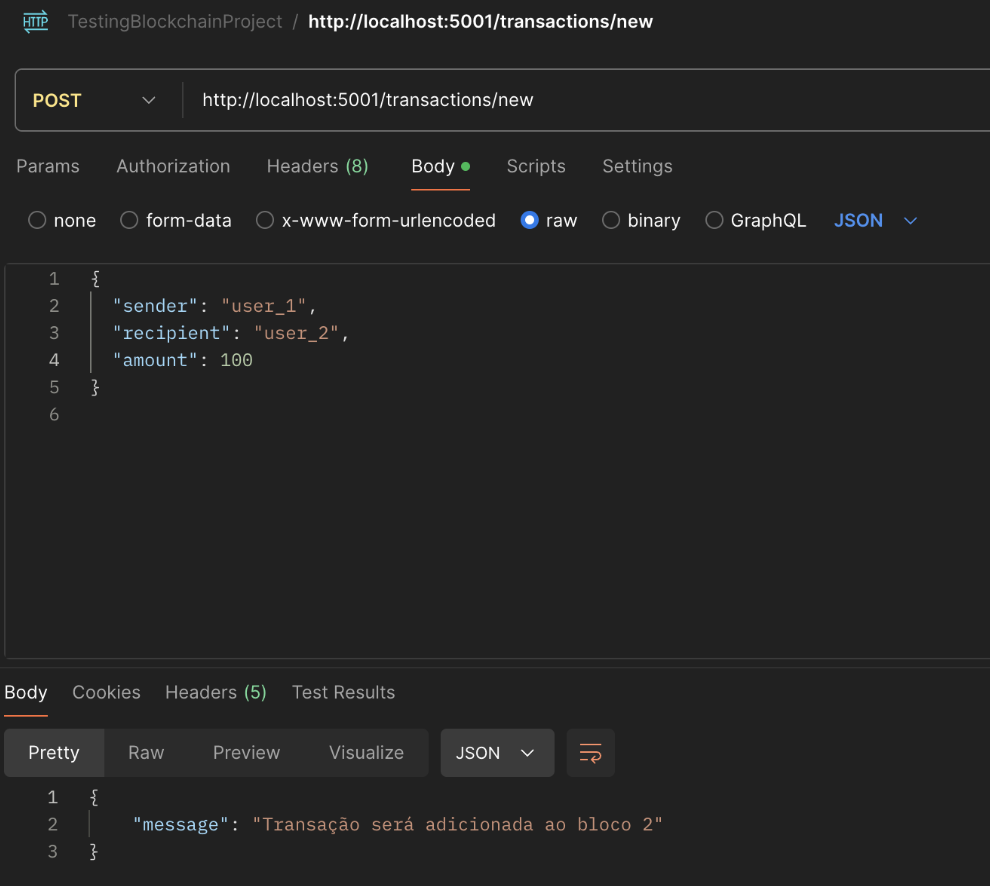 HTTP TestingBlockchainProject / http://localhost:5001/transactions/new
POST http://localhost:5001/transactions/new
Params Authorization Headers (8) Body Scripts Settings
none form-data x-www-form-urlencoded raw binary GraphQL JSON
1 {
2 "sender": "user_1",
3 "recipient": "user_2",
4 "amount": 100
5 }
6
Body Cookies Headers (5) Test Results
Pretty Raw Preview Visualize JSON
1 {
2 "message": "Transação será adicionada ao bloco 2"
3 }